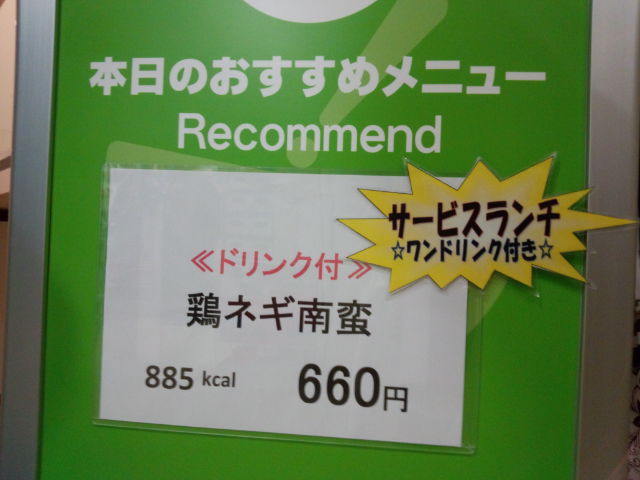 本日のおすすめメニュー
Recommend
サービスランチ
☆ワンドリンク付き☆
≪ドリンク付≫
鶏ネギ南蛮
885 kcal 660円